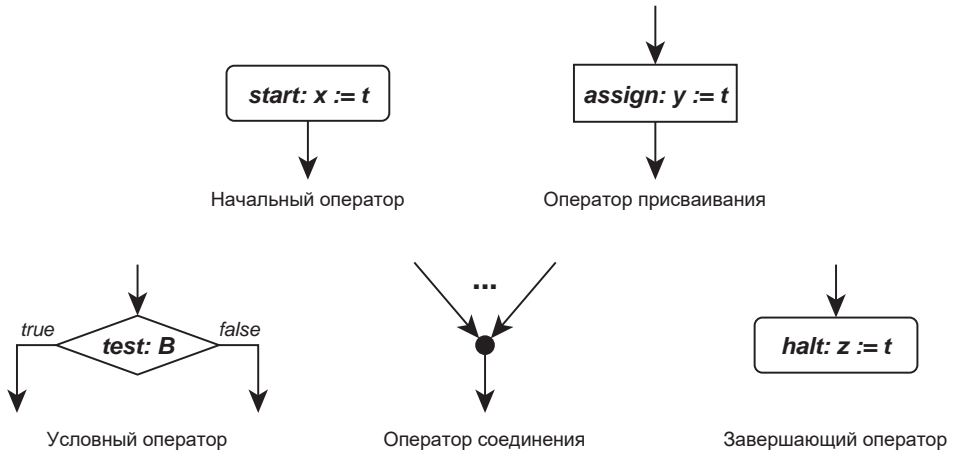 start: x := t
assign: y := t
Начальный оператор
Оператор присваивания
...
true
false
test: B
halt: z := t
Условный оператор
Оператор соединения
Завершающий оператор